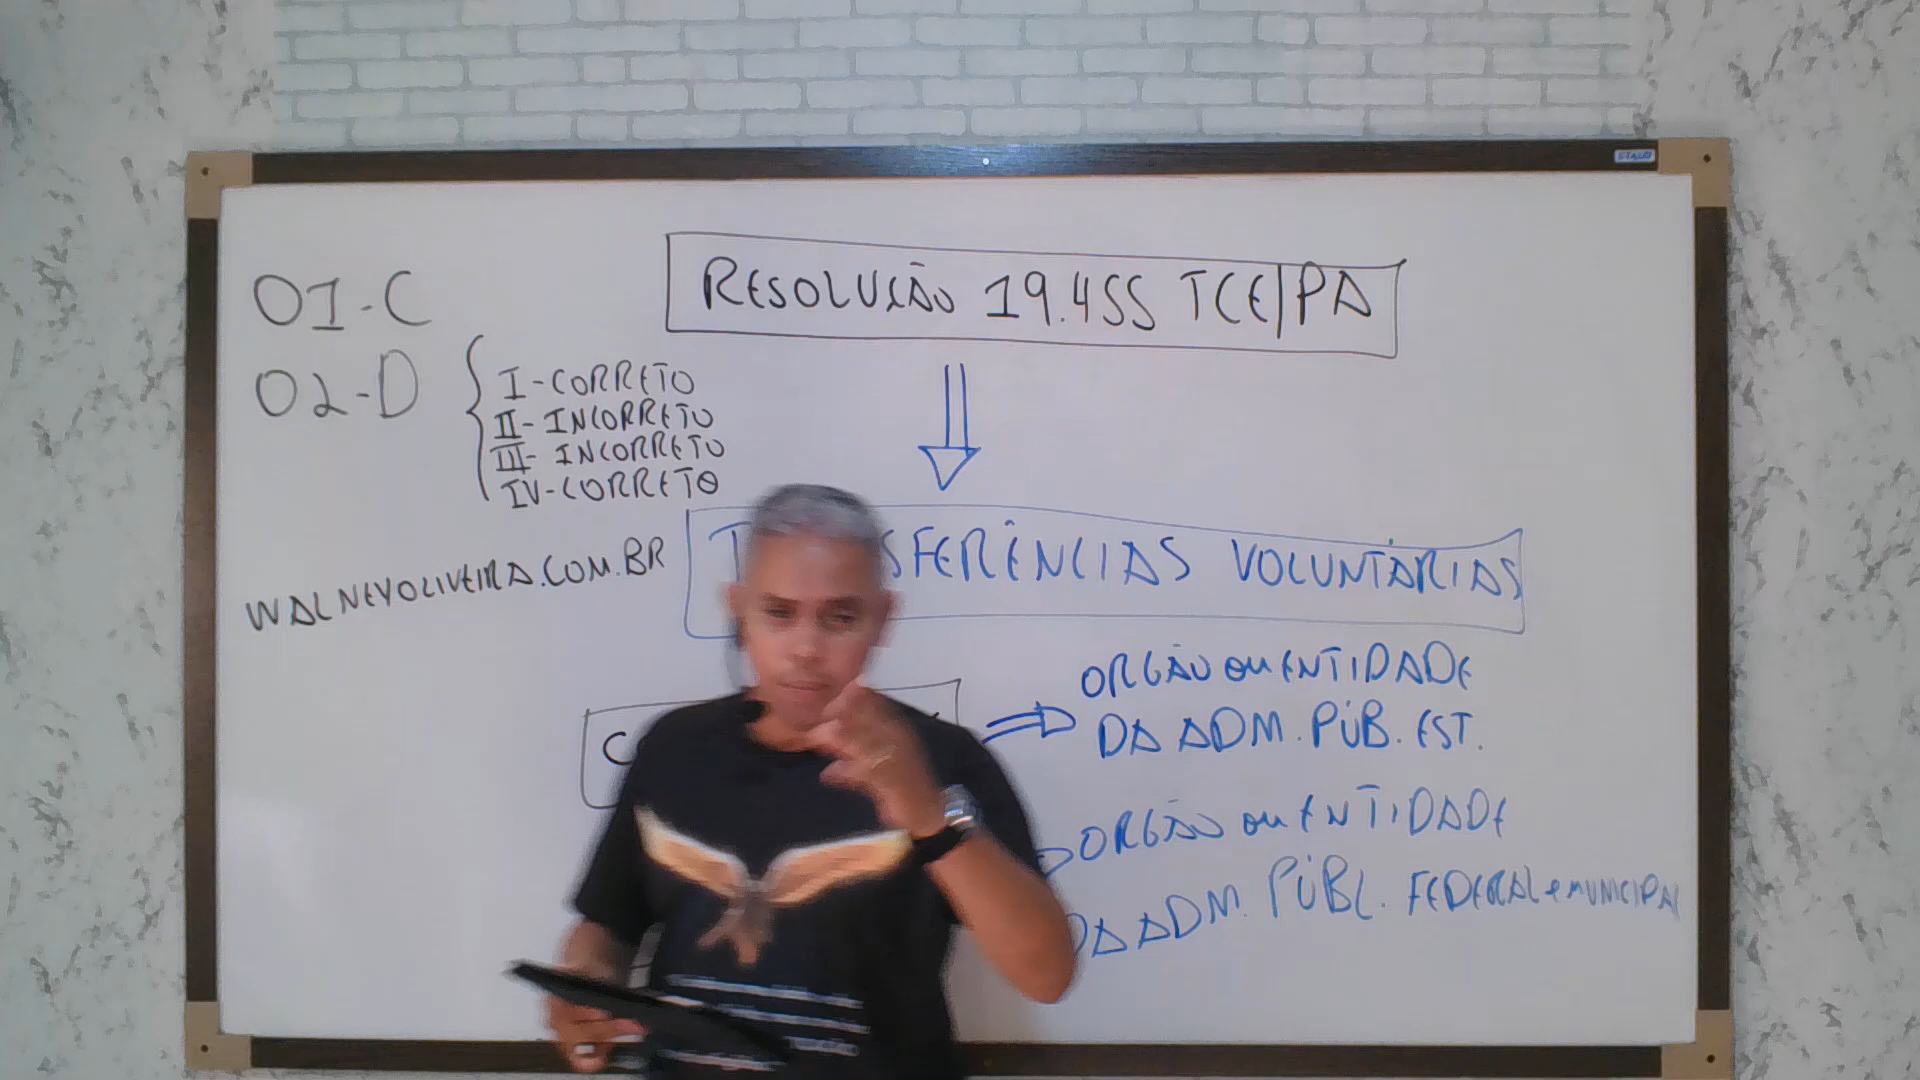 RESOLUÇÃO 19.455 TCE/PA
01-C
02-D
I-CORRETO
II-INCORRETO
III-INCORRETO
IV-CORRETO
WALNEYOLIVEIRA.COM.BR
SFERÊNCIAS VOLUNTÁRIAS
ORGÃO OU ENTIDADE
DA ADM. PÚB. EST.
ORGÃO OU ENTIDADE
DA ADM. PÚBL. FEDERAL e MUNICIPAL
STALO